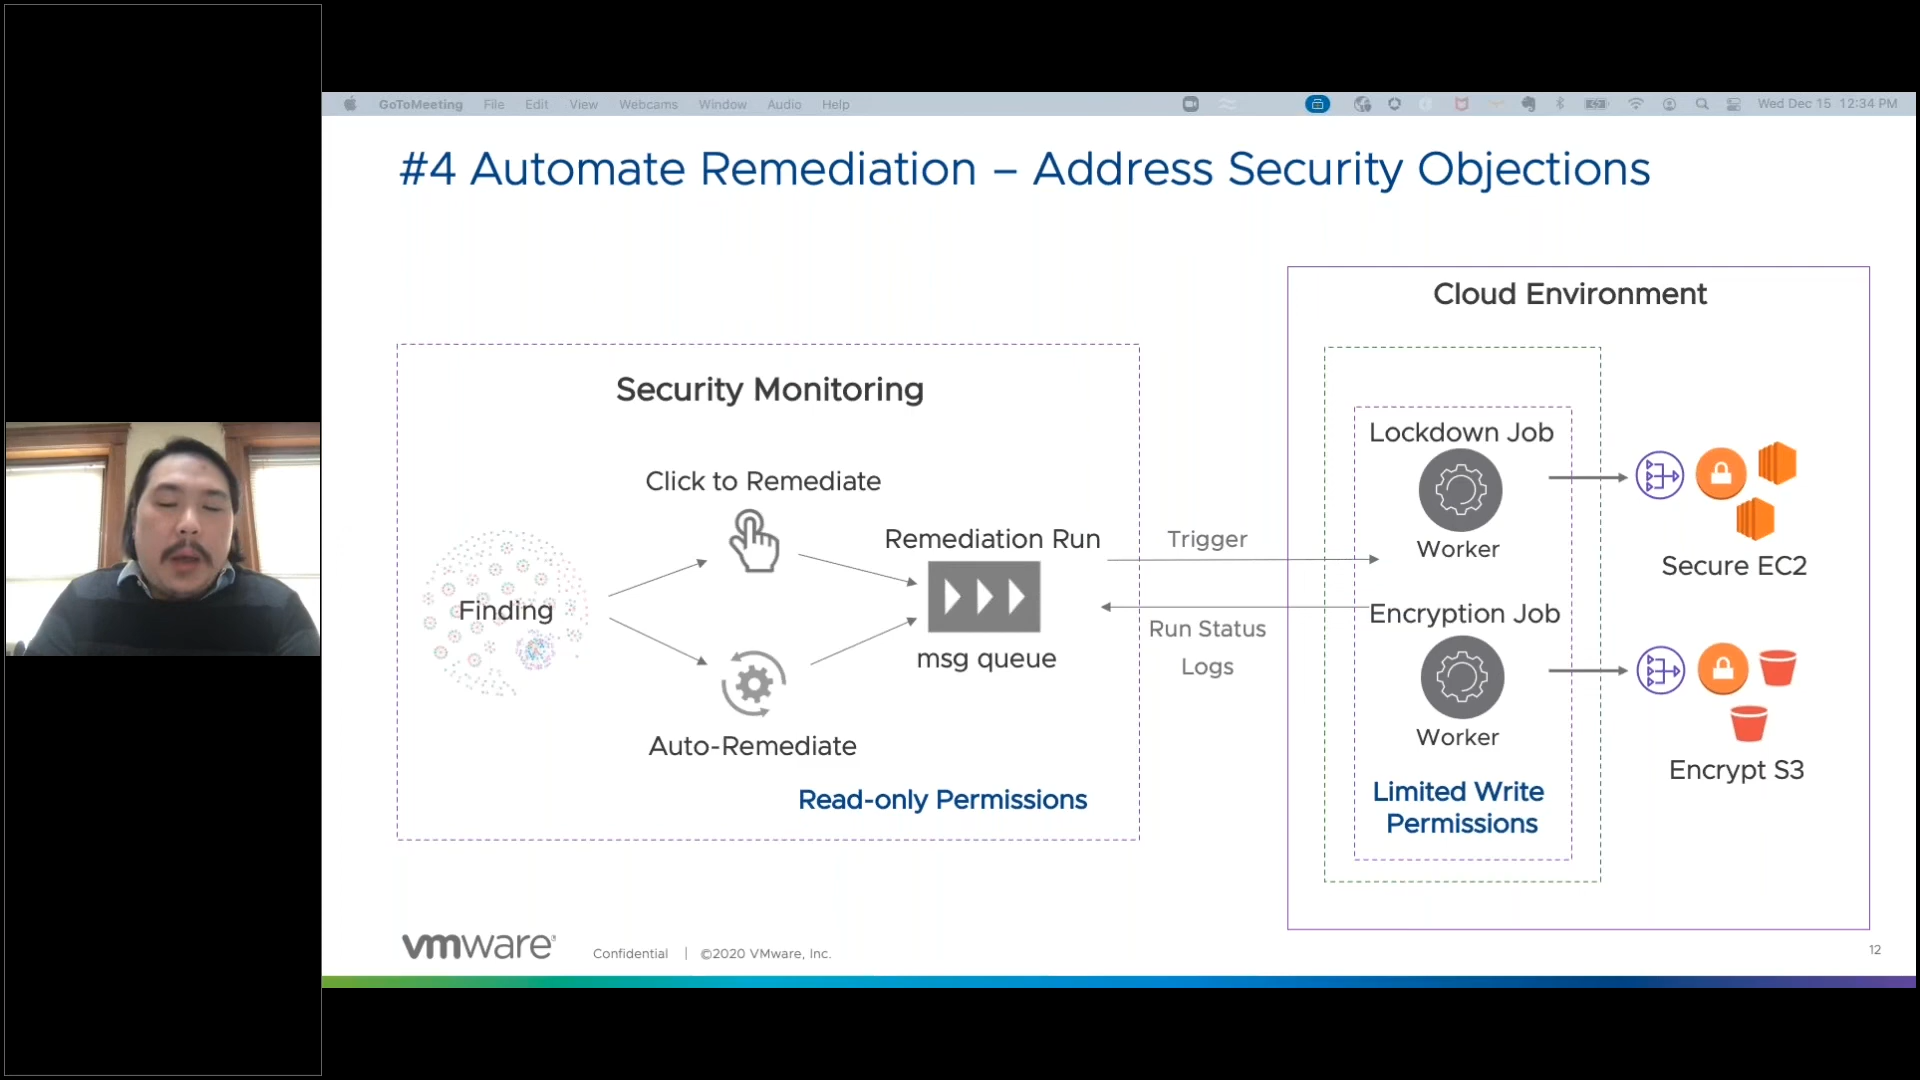 GoToMeeting File Edit View Webcams Window Audio Help Wed Dec 15 12:34 PM
#4 Automate Remediation – Address Security Objections
Cloud Environment
Security Monitoring
Lockdown Job
Click to Remediate
Remediation Run
Trigger
Worker
Secure EC2
Finding
Encryption Job
Run Status
Logs
msg queue
Worker
Auto-Remediate
Encrypt S3
Read-only Permissions
Limited Write
Permissions
vmware®
Confidential | ©2020 VMware, Inc.
12